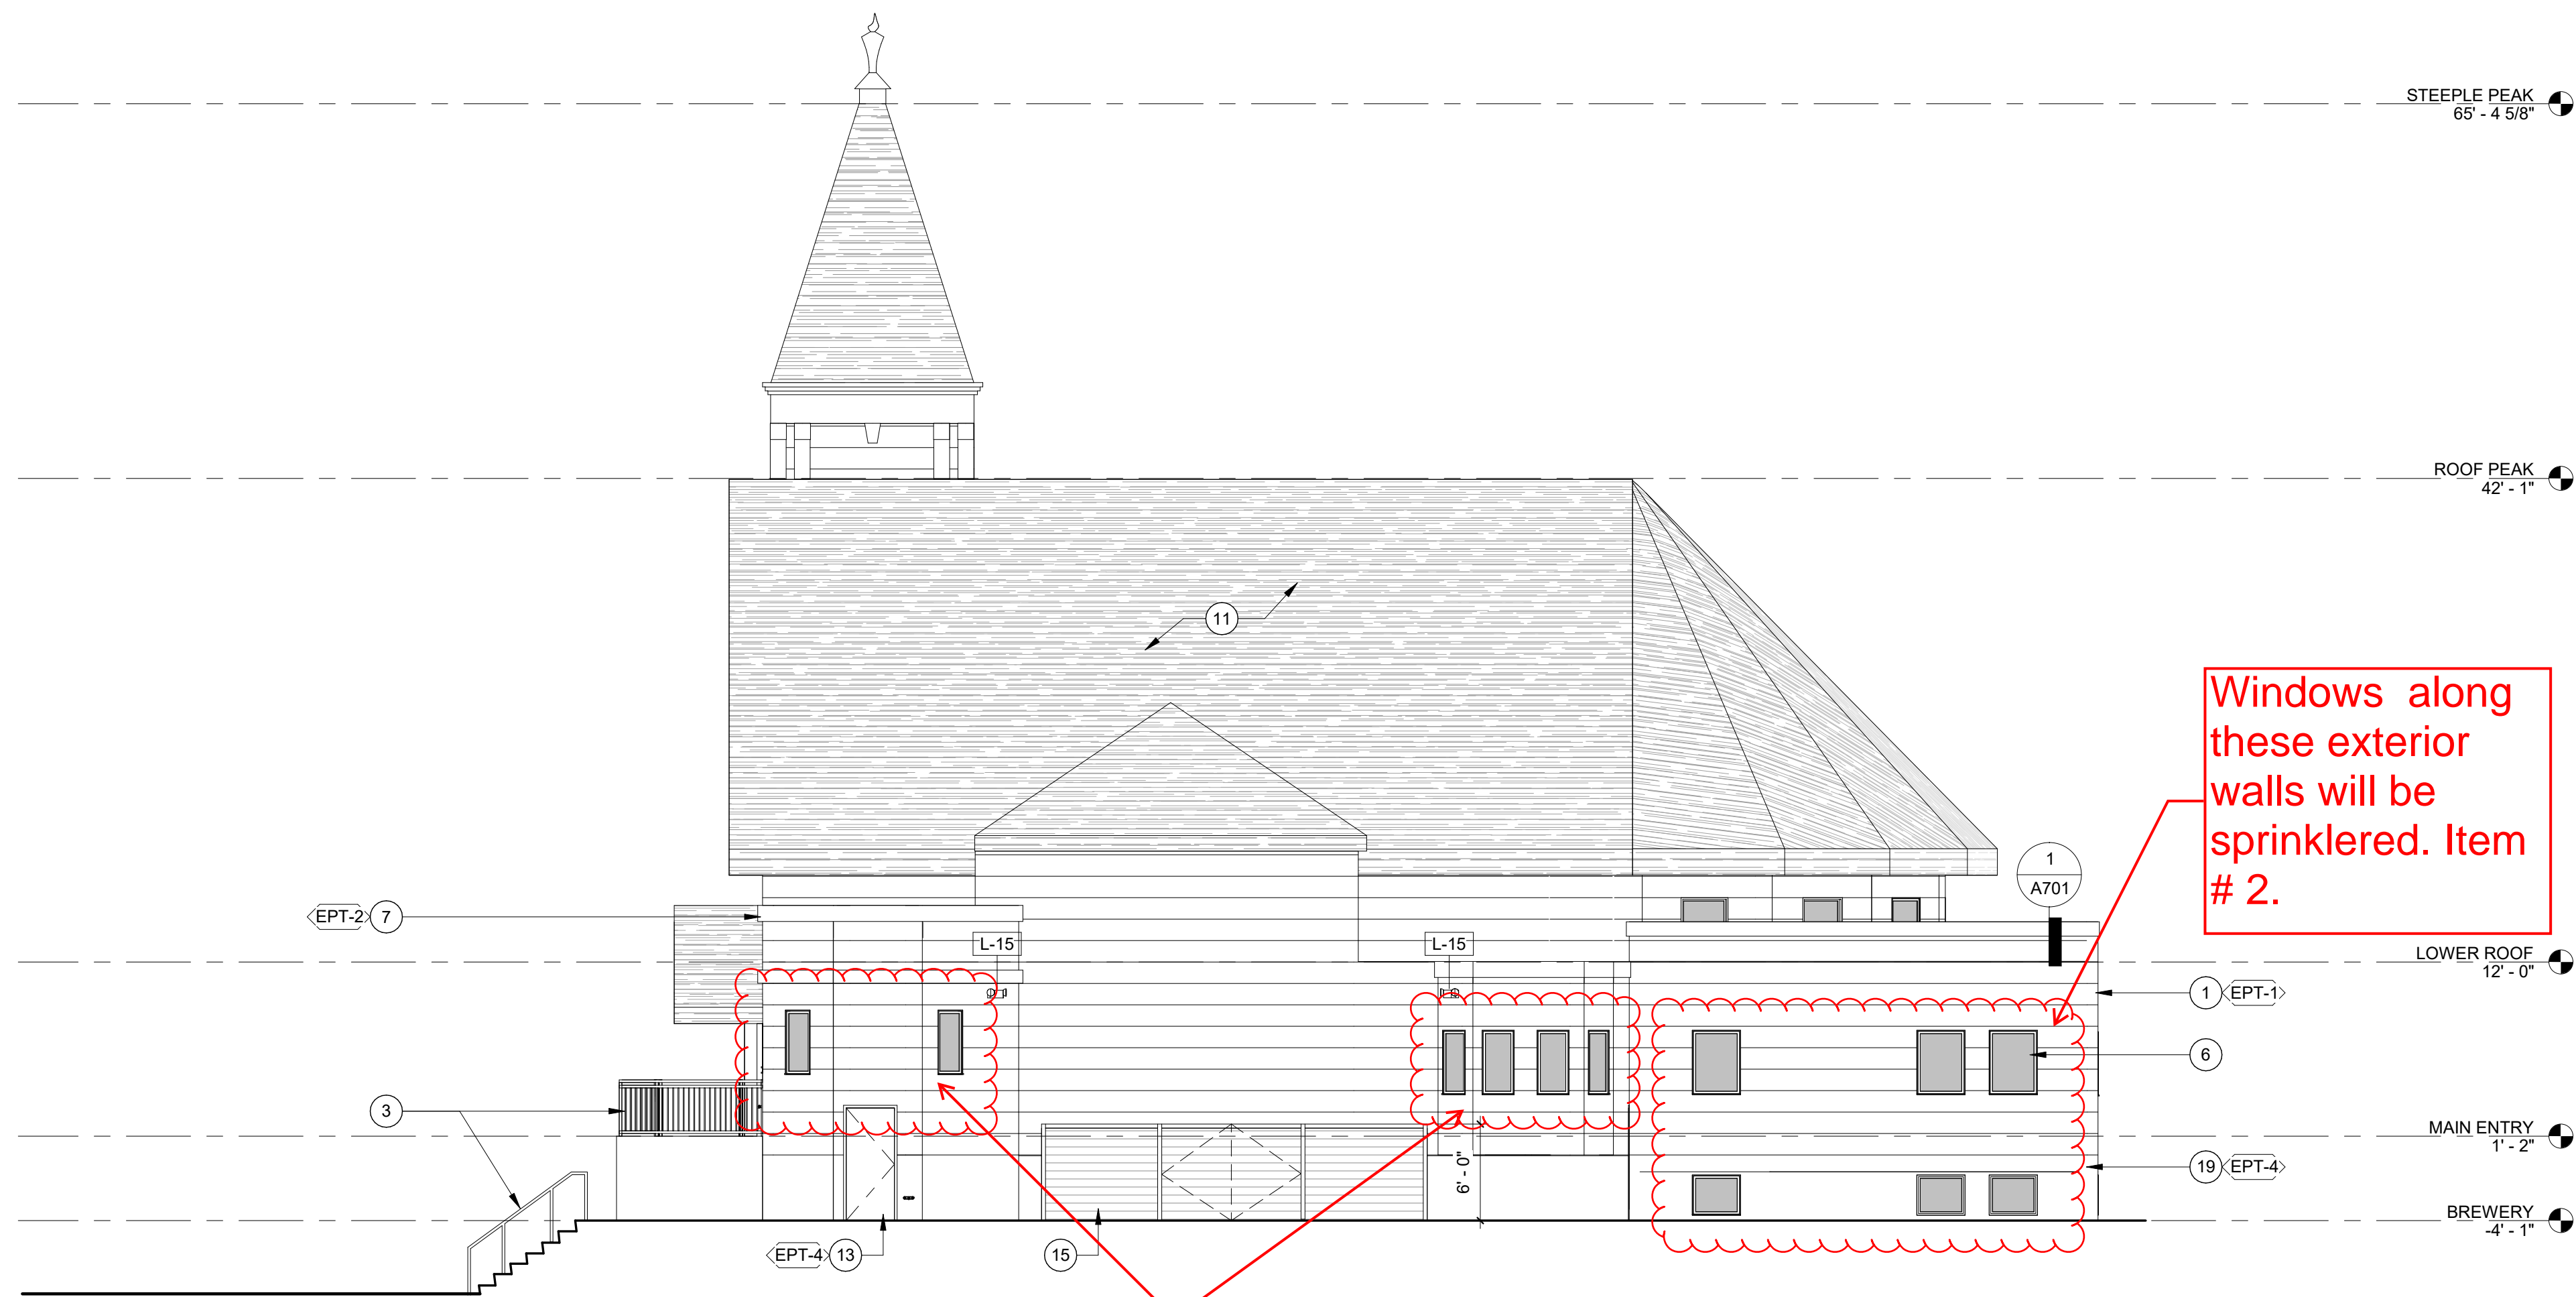 STEEPLE PEAK
65' - 4 5/8"
ROOF PEAK
42' - 1"
11
Windows along
these exterior
walls will be
sprinklered. Item
# 2.
1
A701
EPT-2
7
L-15
L-15
LOWER ROOF
12' - 0"
1
EPT-1
6
3
MAIN ENTRY
1' - 2"
6' - 0"
19
EPT-4
BREWERY
-4' - 1"
EPT-4
13
15